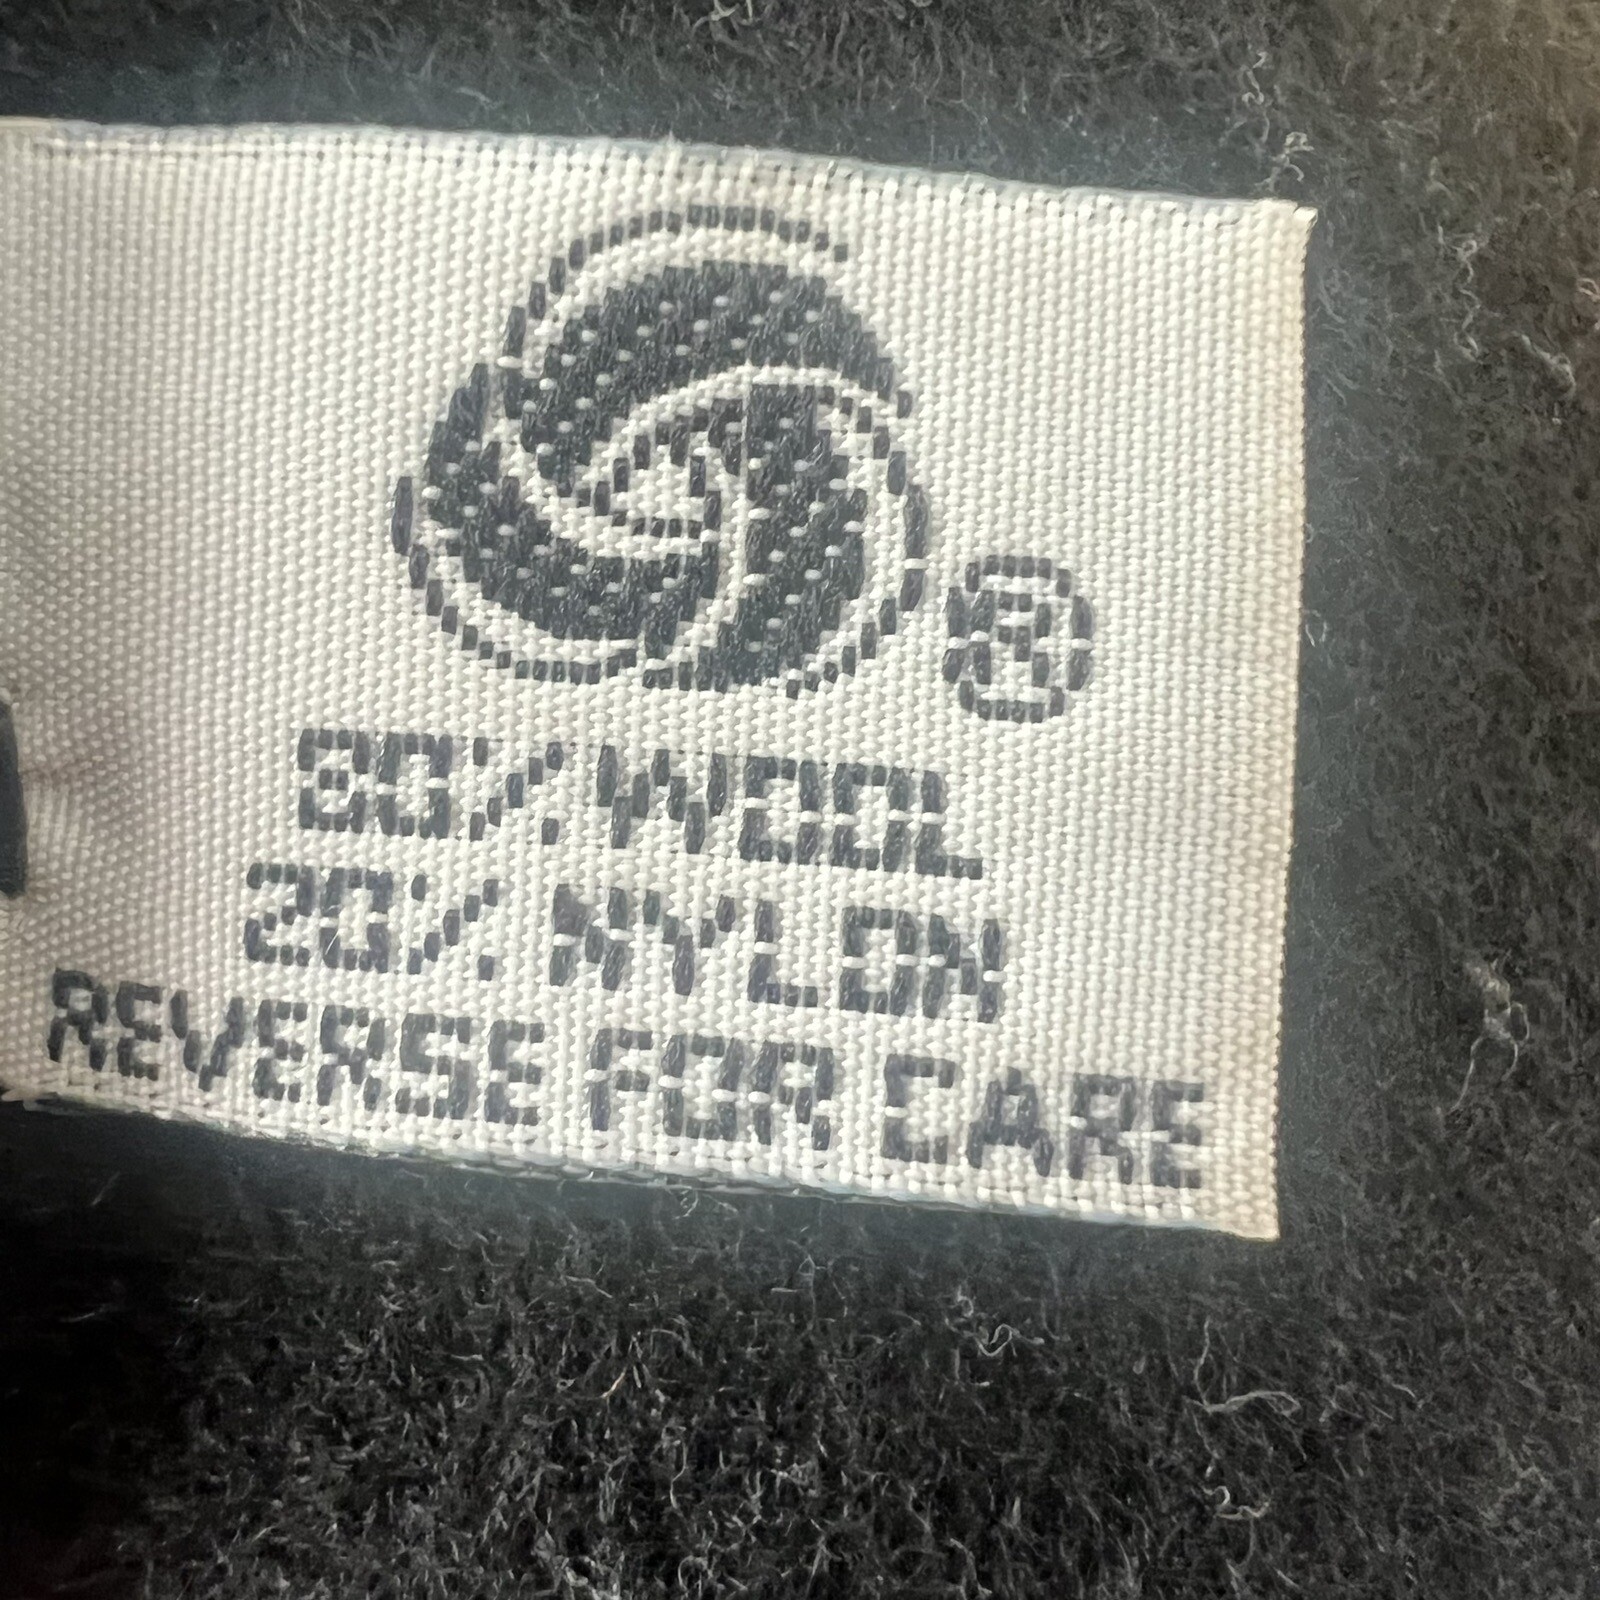 ®
80% WOOL
20% NYLON
REVERSE FOR CARE